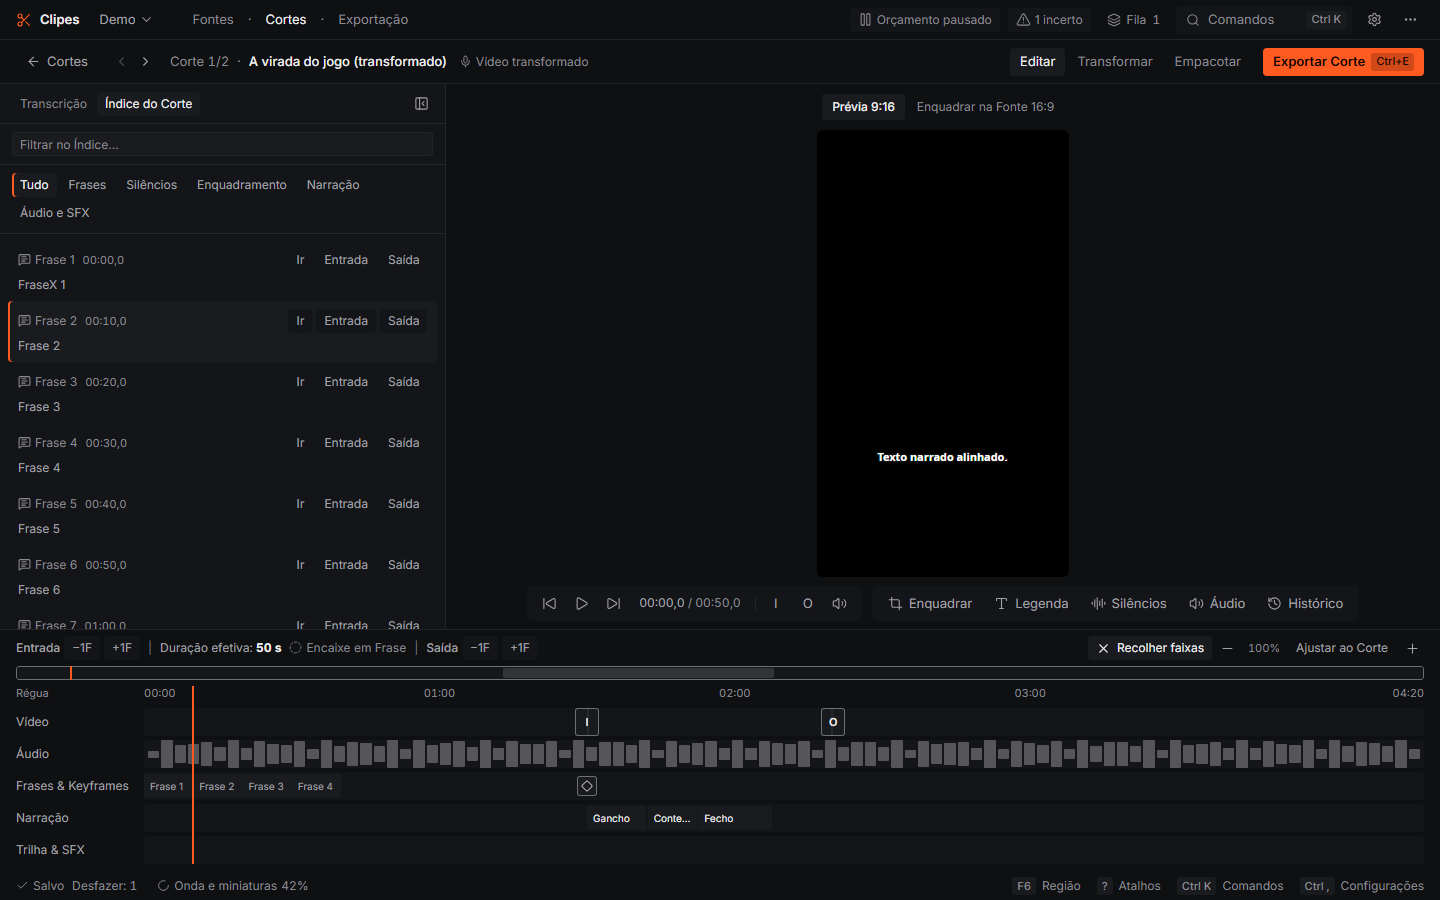 Clipes Demo Fontes · Cortes · Exportação Orçamento pausado 1 incerto Fila 1 Comandos Ctrl K
Cortes Corte 1/2 · A virada do jogo (transformado) Vídeo transformado Editar Transformar Empacotar Exportar Corte Ctrl+E
Transcrição Índice do Corte
Prévia 9:16 Enquadrar na Fonte 16:9
Filtrar no Índice...
Tudo Frases Silêncios Enquadramento Narração
Áudio e SFX
Frase 1 00:00,0 Ir Entrada Saída
FraseX 1
Frase 2 00:10,0 Ir Entrada Saída
Frase 2
Frase 3 00:20,0 Ir Entrada Saída
Frase 3
Frase 4 00:30,0 Ir Entrada Saída
Frase 4
Frase 5 00:40,0 Ir Entrada Saída
Frase 5
Frase 6 00:50,0 Ir Entrada Saída
Frase 6
Frase 7 01:00,0 Ir Entrada Saída
Texto narrado alinhado.
00:00,0 / 00:50,0 I O Enquadrar Legenda Silêncios Áudio Histórico
Entrada −1F +1F Duração efetiva: 50 s Encaixe em Frase Saída −1F +1F Recolher faixas 100% Ajustar ao Corte
Régua 00:00 01:00 02:00 03:00 04:20
Vídeo I O
Áudio
Frases & Keyframes Frase 1 Frase 2 Frase 3 Frase 4
Narração Gancho Conte... Fecho
Trilha & SFX
Salvo Desfazer: 1 Onda e miniaturas 42% F6 Região ? Atalhos Ctrl K Comandos Ctrl , Configurações